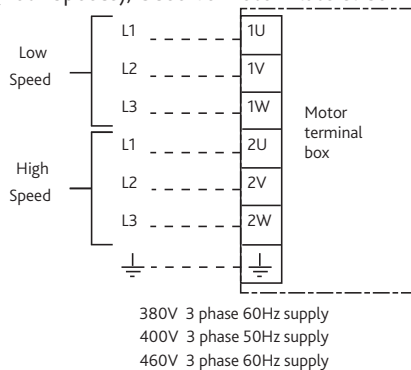 L1 1U
Low
Speed
L2 1V
L3 1W
Motor
terminal
box
L1 2U
High
Speed
L2 2V
L3 2W
380V 3 phase 60Hz supply
400V 3 phase 50Hz supply
460V 3 phase 60Hz supply